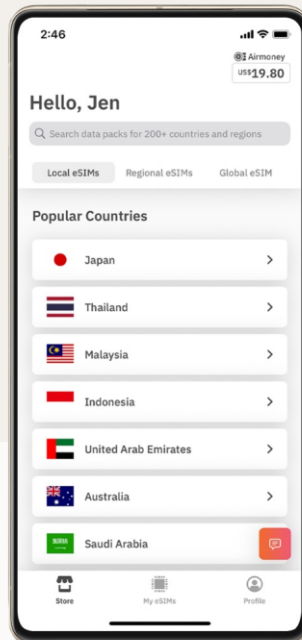 2:46
Airmoney
US$19.80
Hello, Jen
Search data packs for 200+ countries and regions
Local eSIMs Regional eSIMs Global eSIM
Popular Countries
Japan
Thailand
Malaysia
Indonesia
United Arab Emirates
Australia
Saudi Arabia
Store My eSIMs Profile